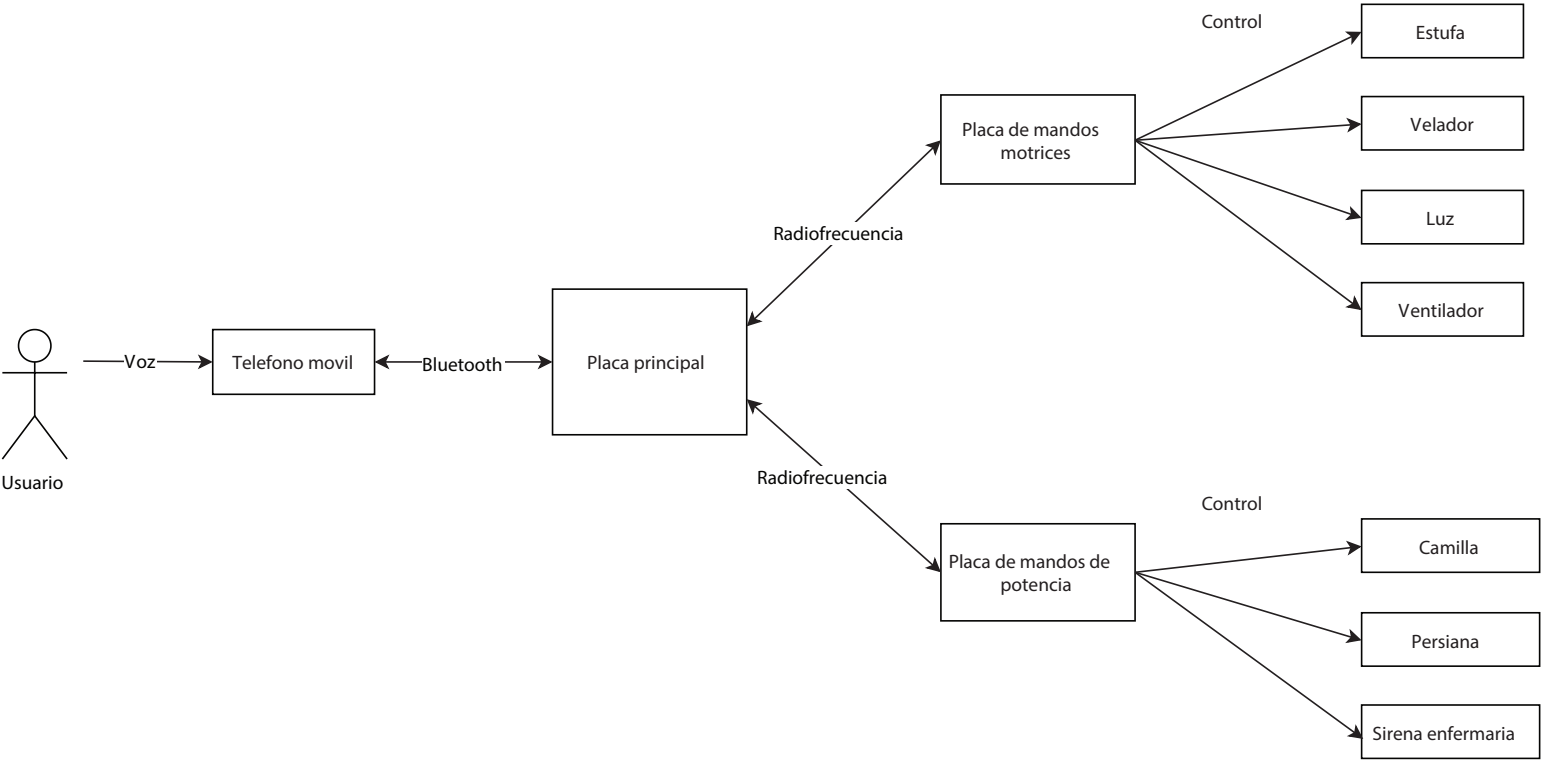 Control
Estufa
Velador
Placa de mandos
motrices
Luz
Radiofrecuencia
Ventilador
Voz
Telefono movil
Bluetooth
Placa principal
Usuario
Radiofrecuencia
Control
Camilla
Placa de mandos de
potencia
Persiana
Sirena enfermaria